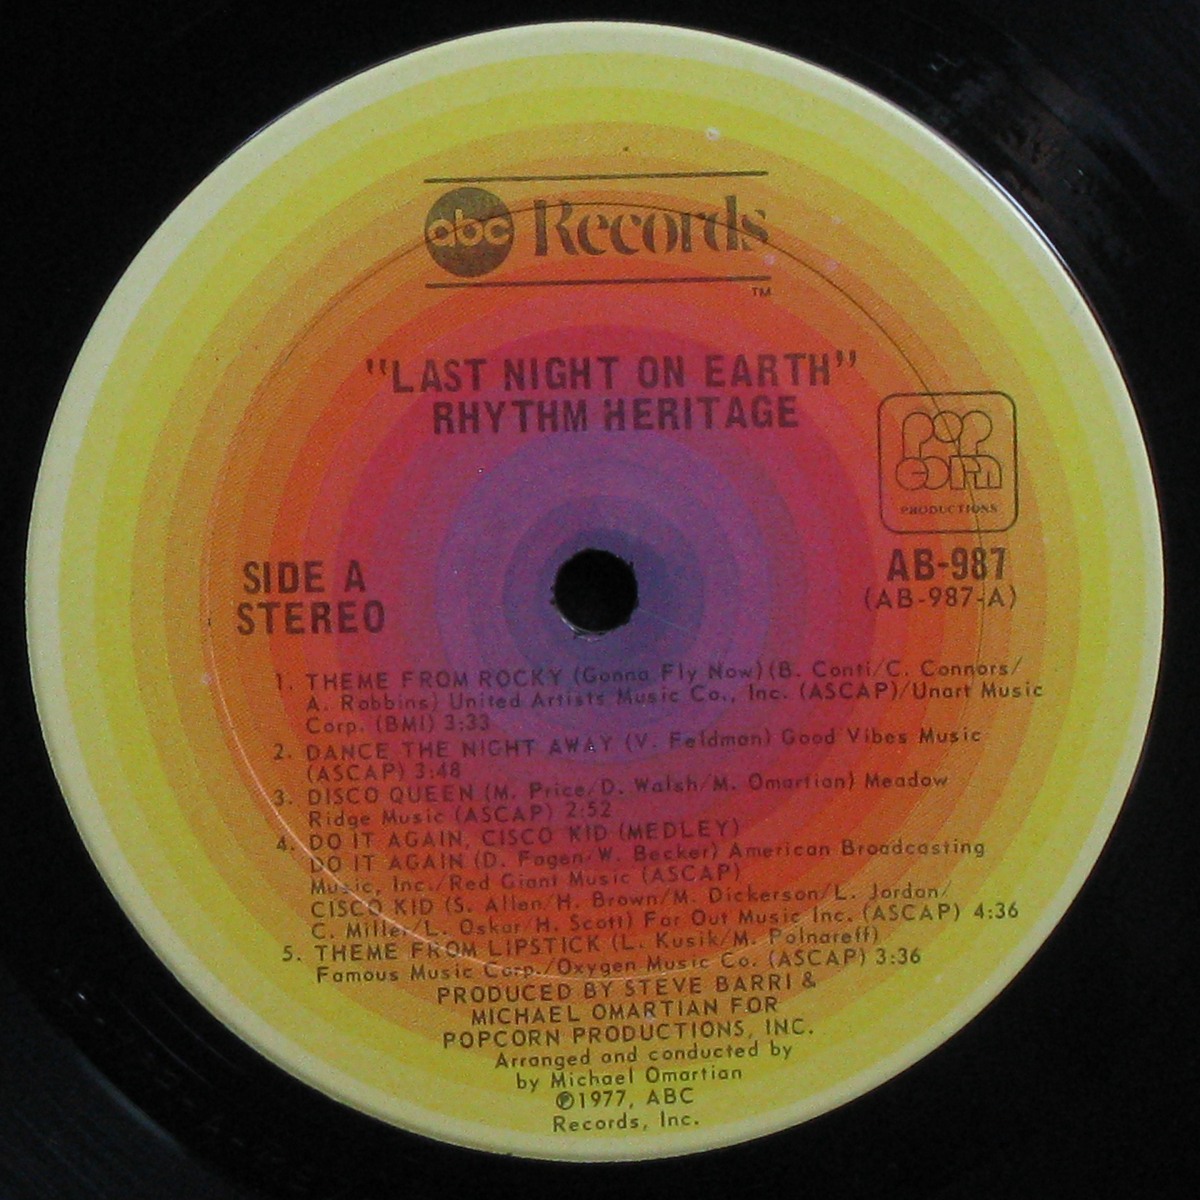 abc Records
TM
"LAST NIGHT ON EARTH"
RHYTHM HERITAGE
POP
CORN
PRODUCTIONS
SIDE A
STEREO
AB-987
(AB-987-A)
1. THEME FROM ROCKY (Gonna Fly Now)(B. Conti/C. Connors/
A. Robbins) United Artists Music Co., Inc. (ASCAP)/Unart Music
Corp. (BMI) 3:33
2. DANCE THE NIGHT AWAY (V. Feldman) Good Vibes Music
(ASCAP) 3:48
3. DISCO QUEEN (M. Price/D. Walsh/M. Omartian) Meadow
Ridge Music (ASCAP) 2:52
4. DO IT AGAIN, CISCO KID (MEDLEY)
DO IT AGAIN (D. Fagen/W. Becker) American Broadcasting
Music, Inc./Red Giant Music (ASCAP)
CISCO KID (S. Allen/H. Brown/M. Dickerson/L. Jordan/
C. Miller/L. Oskar/H. Scott) Far Out Music Inc. (ASCAP) 4:36
5. THEME FROM LIPSTICK (L. Kusik/M. Polnareff)
Famous Music Corp./Oxygen Music Co. (ASCAP) 3:36
PRODUCED BY STEVE BARRI &
MICHAEL OMARTIAN FOR
POPCORN PRODUCTIONS, INC.
Arranged and conducted by
by Michael Omartian
℗1977, ABC
Records, Inc.